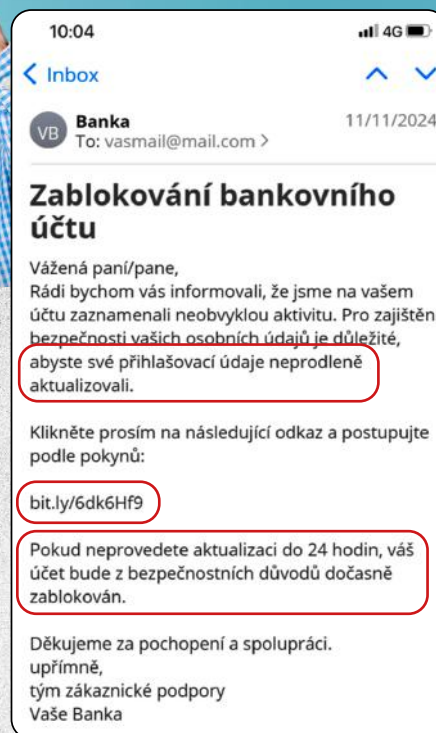 10:04
4G
Inbox
VB
Banka
11/11/2024
To: vasmail@mail.com >
Zablokování bankovního
účtu
Vážená paní/pane,
Rádi bychom vás informovali, že jsme na vašem
účtu zaznamenali neobvyklou aktivitu. Pro zajištěn
bezpečnosti vašich osobních údajů je důležité,
abyste své přihlašovací údaje neprodleně
aktualizovali.
Klikněte prosím na následující odkaz a postupujte
podle pokynů:
bit.ly/6dk6Hf9
Pokud neprovedete aktualizaci do 24 hodin, váš
účet bude z bezpečnostních důvodů dočasně
zablokován.
Děkujeme za pochopení a spolupráci.
upřímně,
tým zákaznické podpory
Vaše Banka